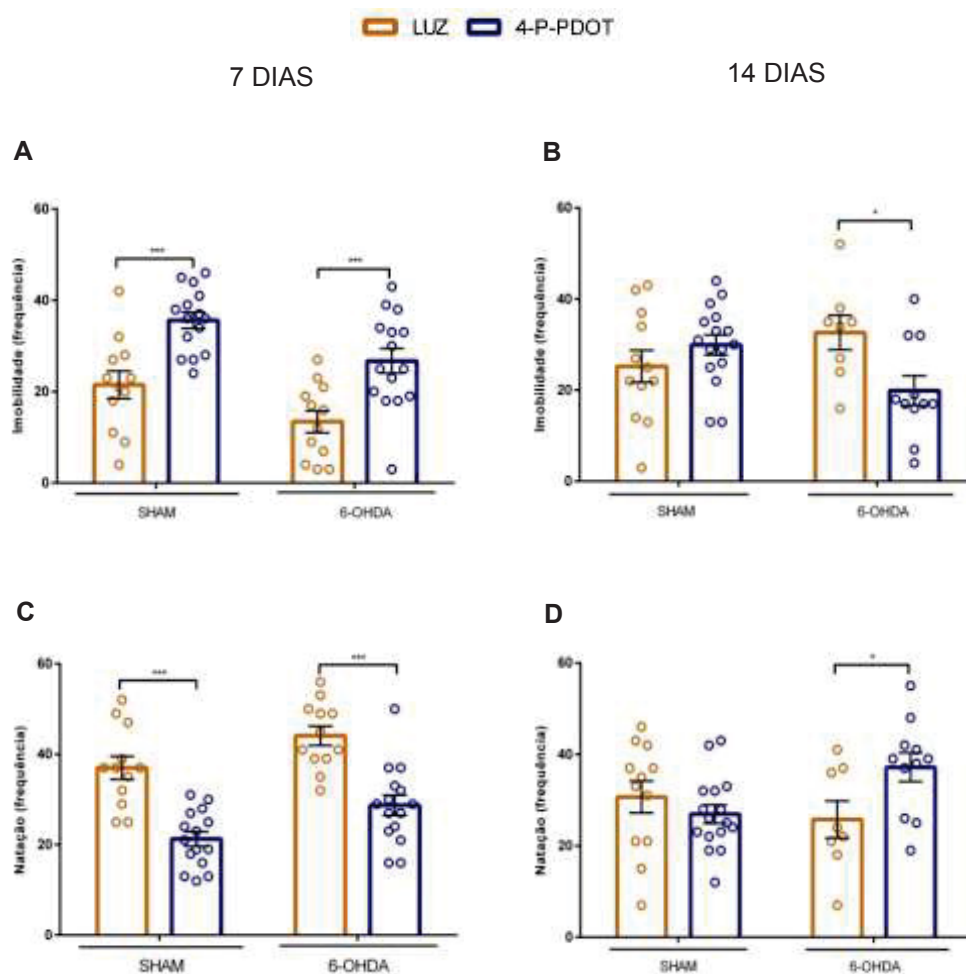 LUZ 4-P-PDOT
7 DIAS
14 DIAS
A
Imobilidade (frequência)
60
40
20
0
***
***
SHAM
6-OHDA
B
Imobilidade (frequência)
60
40
20
0
*
SHAM
6-OHDA
C
Natação (frequência)
60
40
20
0
***
***
SHAM
6-OHDA
D
Natação (frequência)
60
40
20
0
*
SHAM
6-OHDA